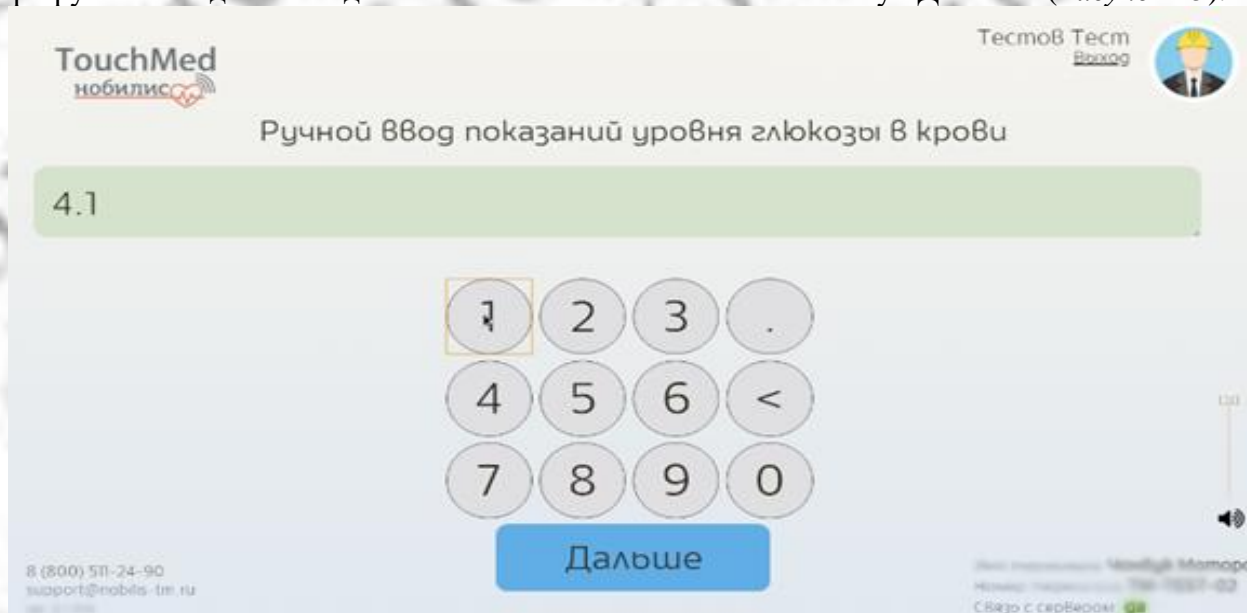 TouchMed
нобилис
Тестов Тест
Выход
Ручной ввод показаний уровня глюкозы в крови
4.1
1 2 3 .
4 5 6 <
7 8 9 0
Дальше
8 (800) 511-24-90
support@nobilis-tm.ru
Связь с сервером: да